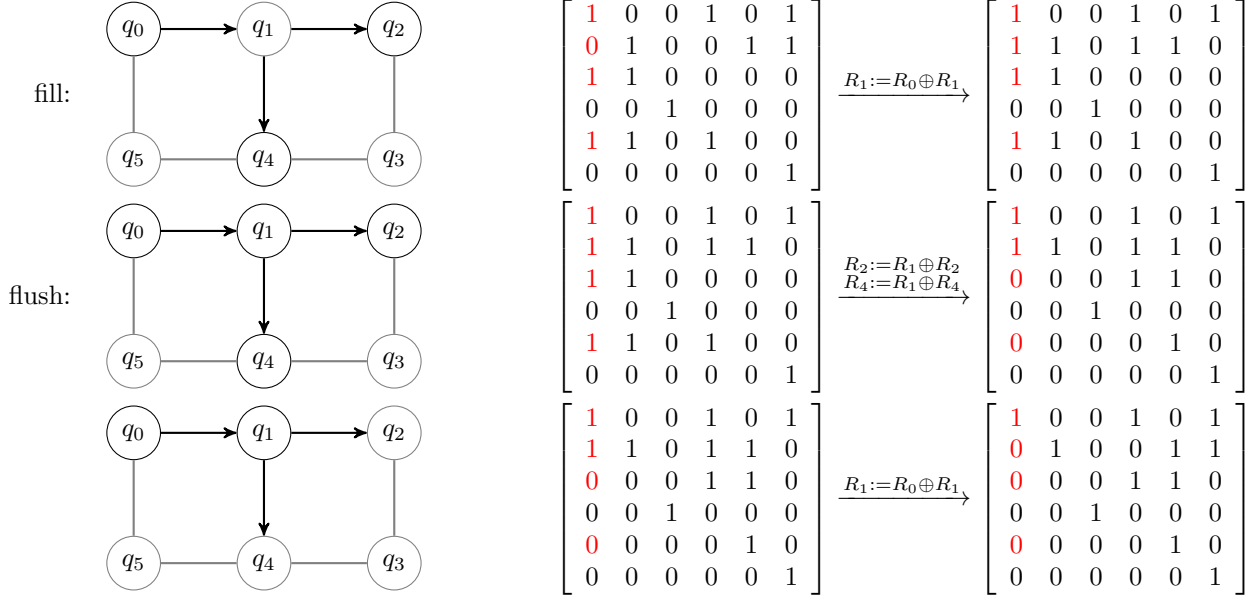 q0 q1 q2 1 0 0 1 0 1 1 0 0 1 0 1
0 1 0 0 1 1 1 1 0 1 1 0
fill: 1 1 0 0 0 0 R1:=R0⊕R1 1 1 0 0 0 0
0 0 1 0 0 0 0 0 1 0 0 0
q5 q4 q3 1 1 0 1 0 0 1 1 0 1 0 0
0 0 0 0 0 1 0 0 0 0 0 1
q0 q1 q2 1 0 0 1 0 1 1 0 0 1 0 1
1 1 0 1 1 0 1 1 0 1 1 0
R2:=R1⊕R2
flush: 1 1 0 0 0 0 R4:=R1⊕R4 0 0 0 1 1 0
0 0 1 0 0 0 0 0 1 0 0 0
q5 q4 q3 1 1 0 1 0 0 0 0 0 0 1 0
0 0 0 0 0 1 0 0 0 0 0 1
q0 q1 q2 1 0 0 1 0 1 1 0 0 1 0 1
1 1 0 1 1 0 0 1 0 0 1 1
0 0 0 1 1 0 R1:=R0⊕R1 0 0 0 1 1 0
0 0 1 0 0 0 0 0 1 0 0 0
q5 q4 q3 0 0 0 0 1 0 0 0 0 0 1 0
0 0 0 0 0 1 0 0 0 0 0 1